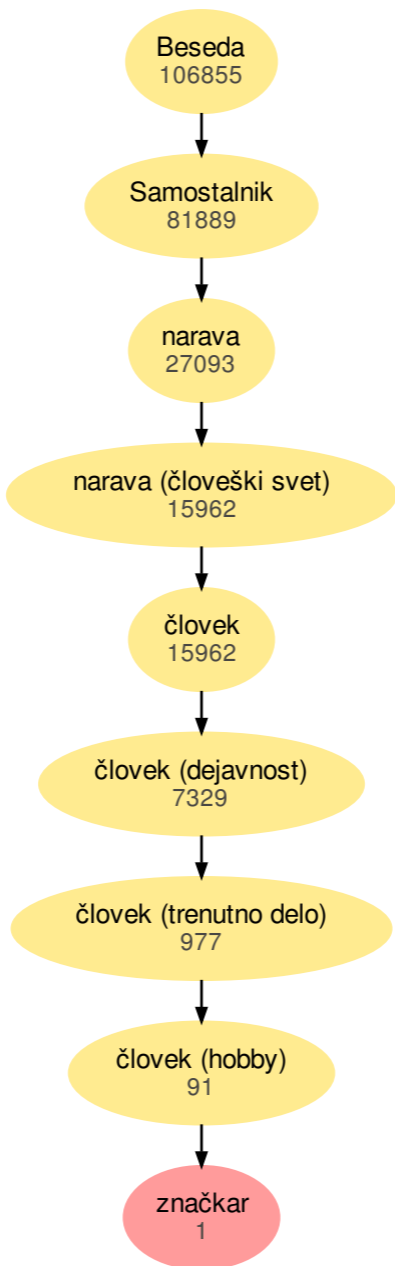 Beseda
106855
Samostalnik
81889
narava
27093
narava (človeški svet)
15962
človek
15962
človek (dejavnost)
7329
človek (trenutno delo)
977
človek (hobby)
91
značkar
1